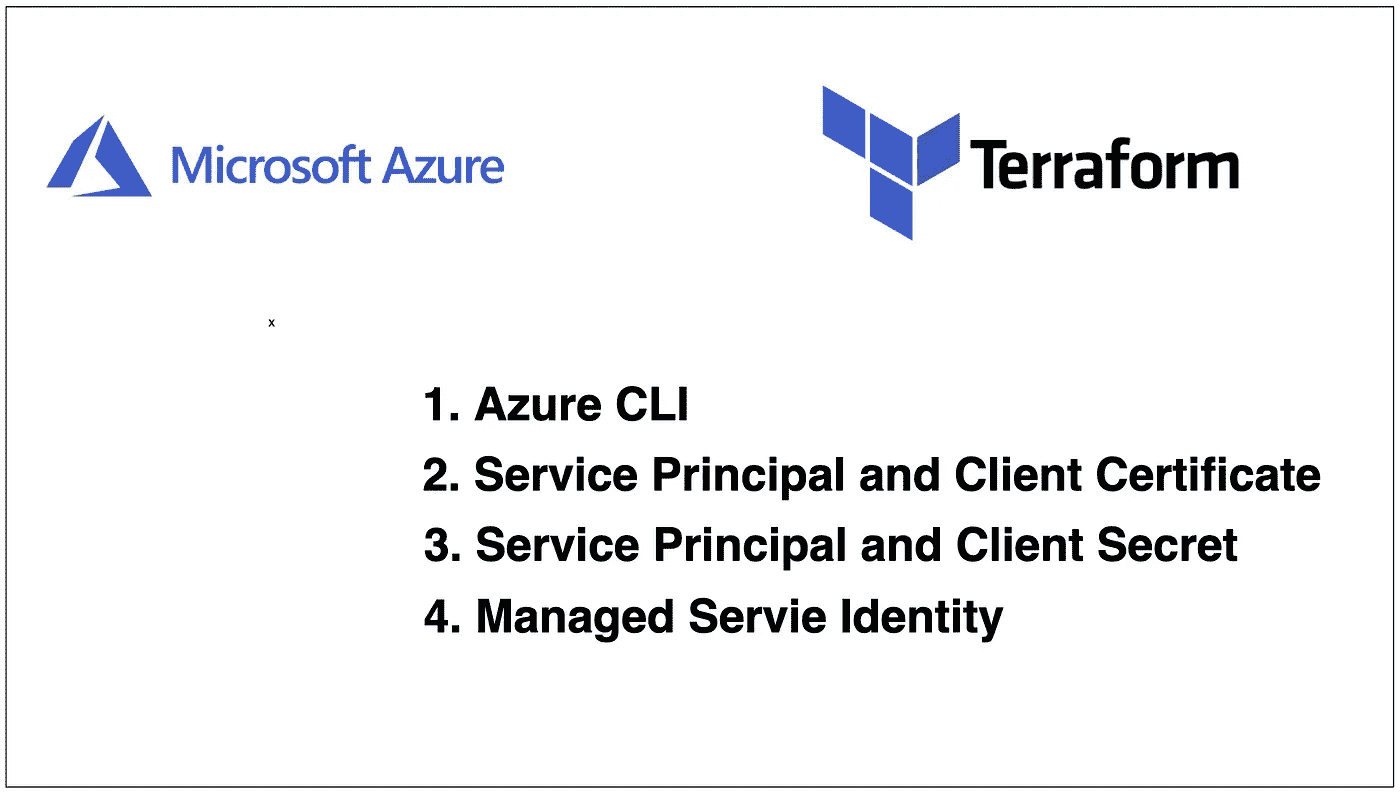 Microsoft Azure
Terraform
x
1. Azure CLI
2. Service Principal and Client Certificate
3. Service Principal and Client Secret
4. Managed Servie Identity